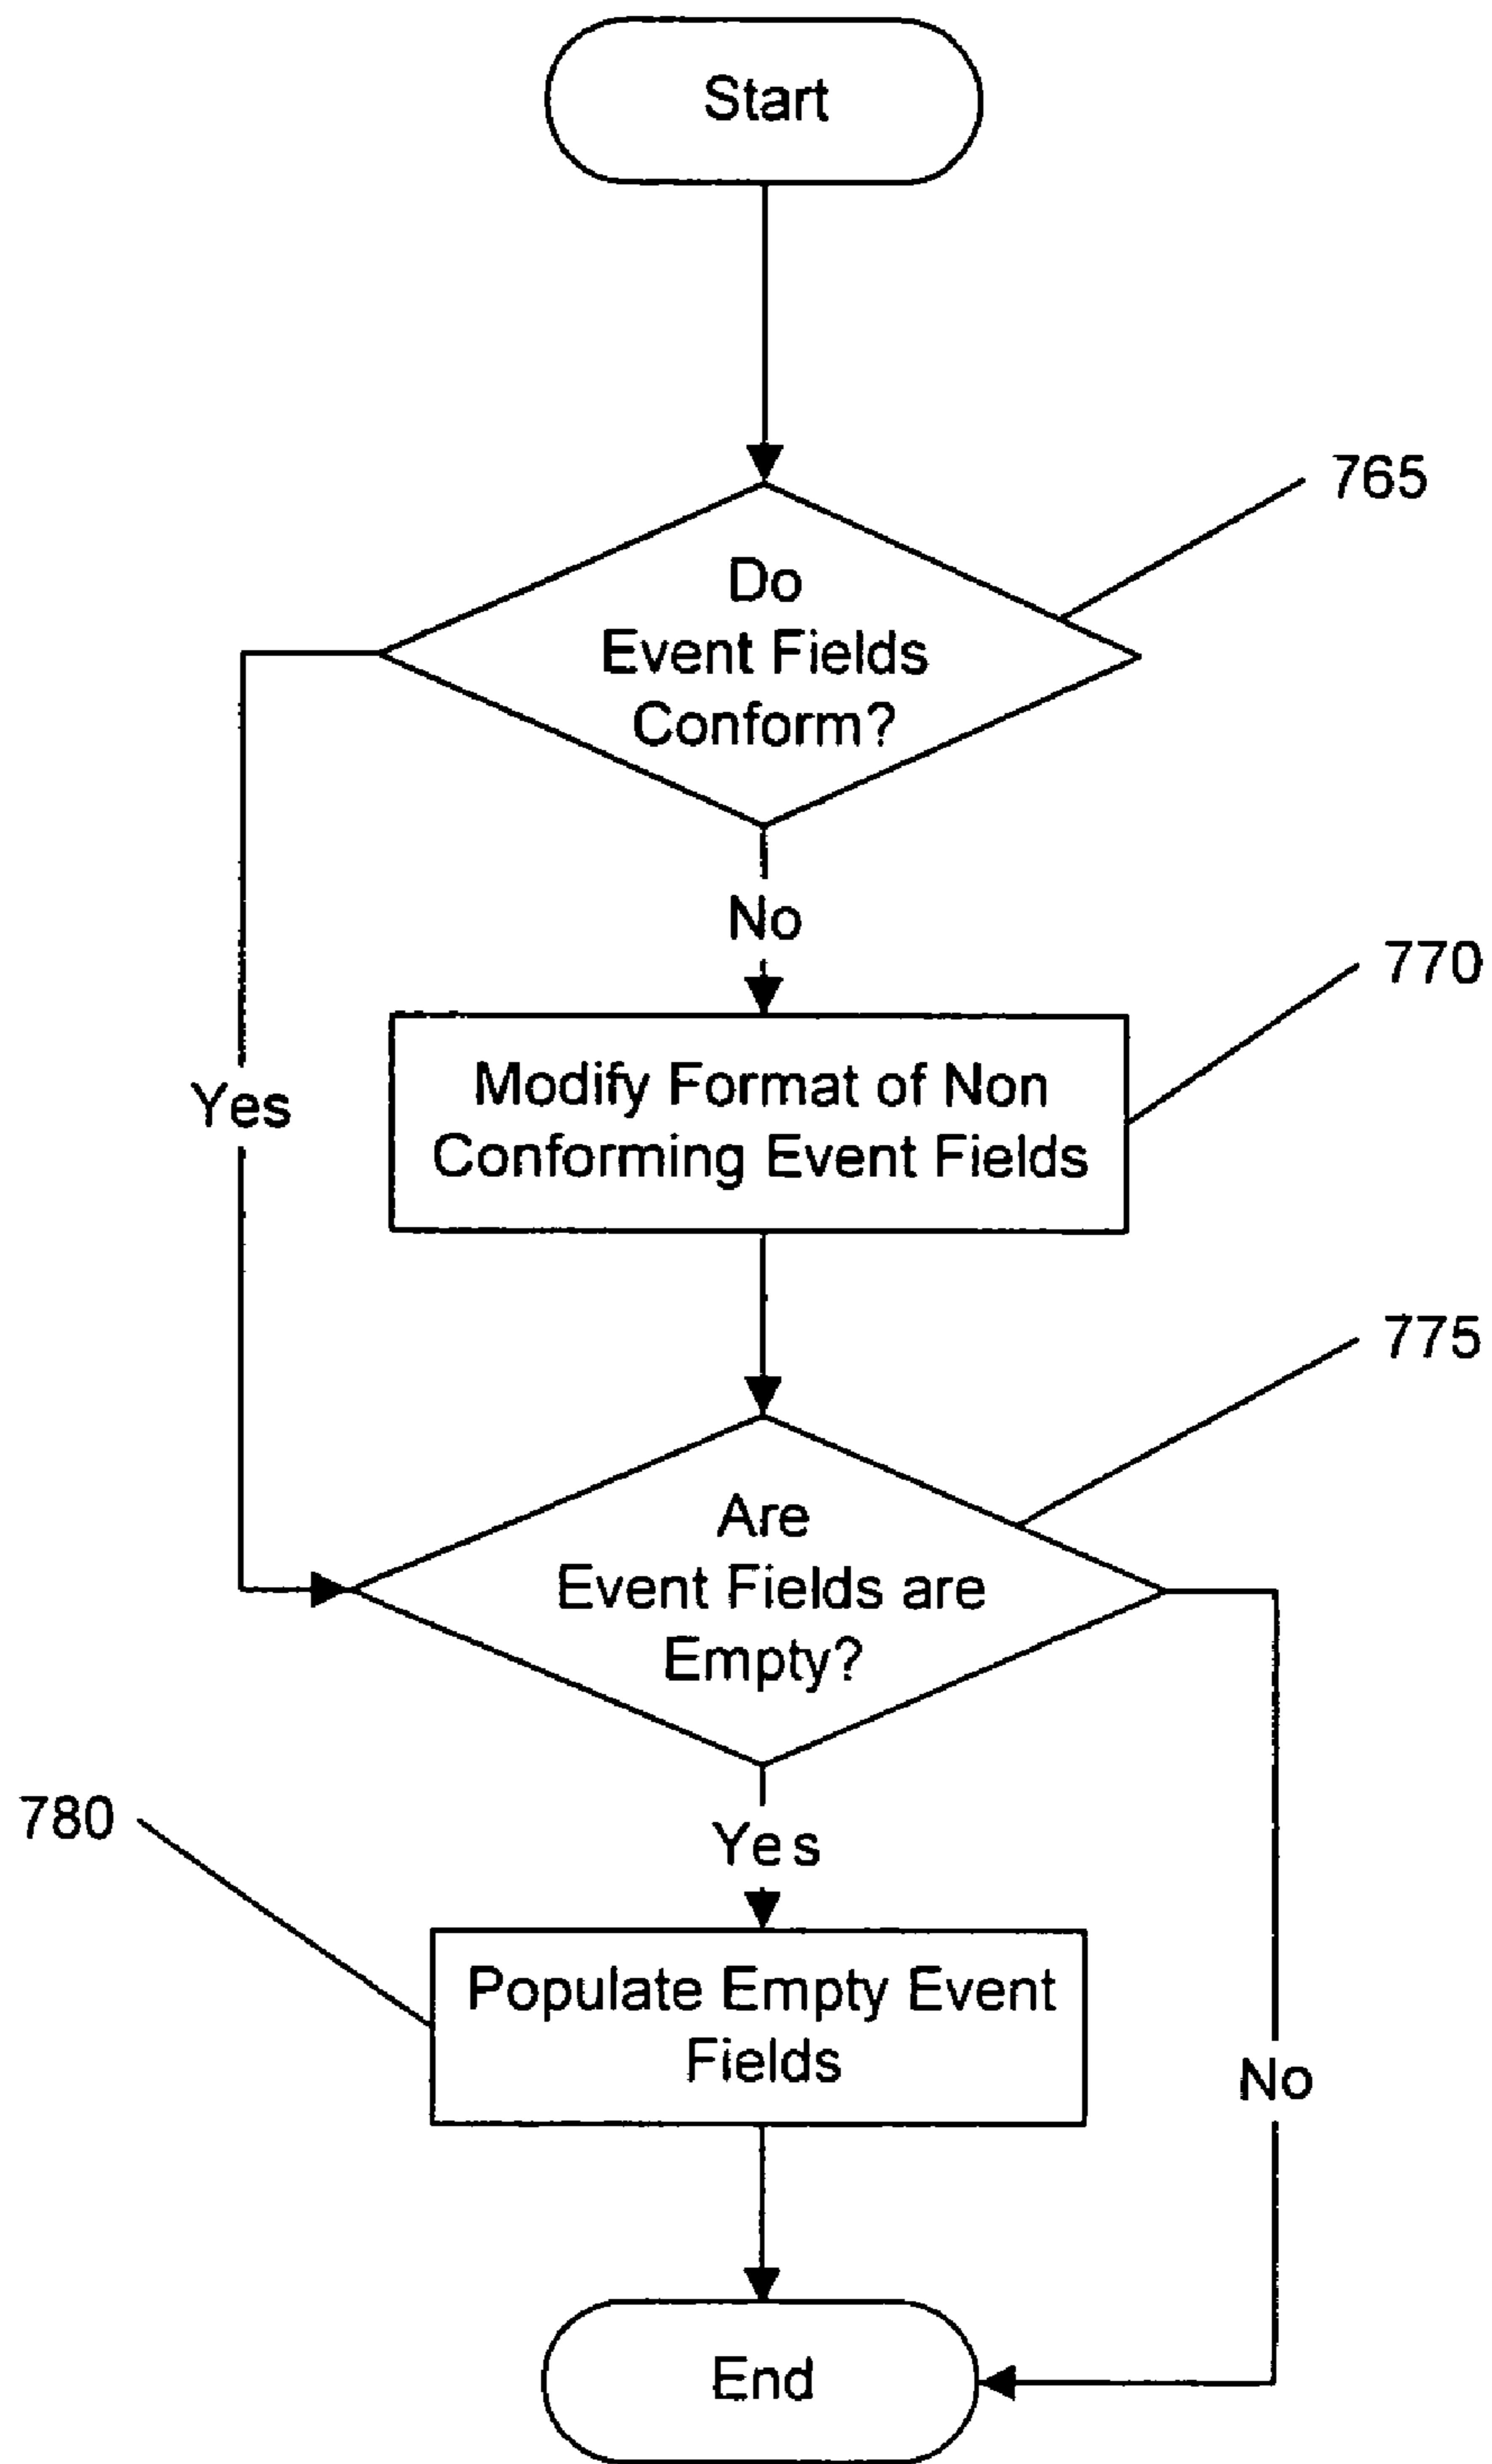 Start
765
Do
Event Fields
Conform?
No
770
Modify Format of Non
Conforming Event Fields
Yes
775
Are
Event Fields are
Empty?
780
Yes
Populate Empty Event
Fields
No
End